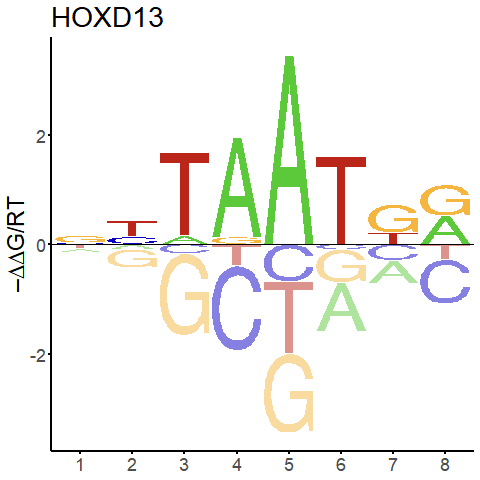 HOXD13
−ΔΔG/RT
2
0
-2
G T A A T G G
T A
A C G T C A
T G C T C G C T
G A C G A C
T
G
1 2 3 4 5 6 7 8